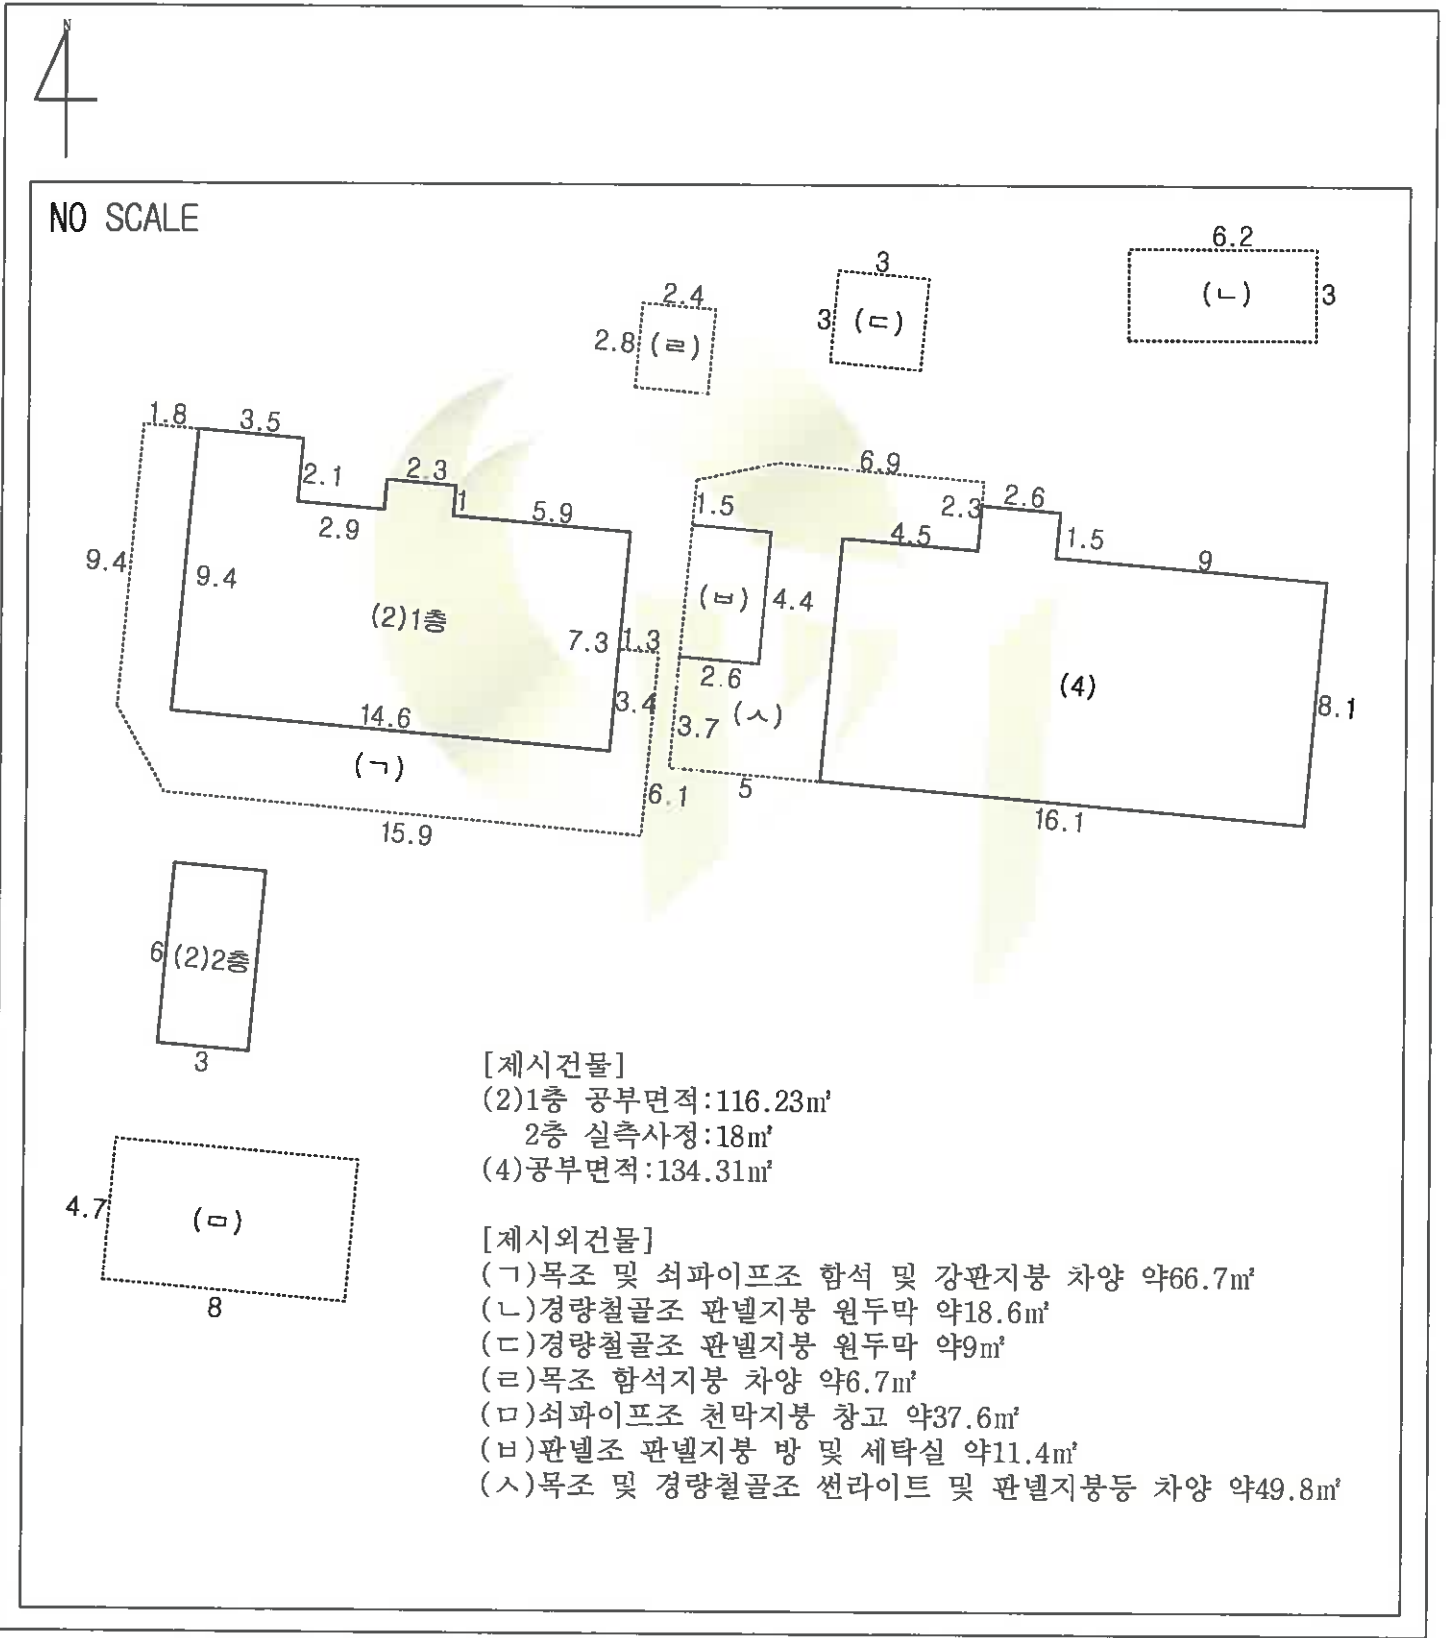 N
NO SCALE
6.2
(ㄴ)
3
3
3
(ㄷ)
2.4
2.8
(ㄹ)
1.8
3.5
2.1
2.9
2.3
1
5.9
9.4
9.4
(2)1층
7.3
1.3
3.4
14.6
(ㄱ)
6.1
15.9
6.9
1.5
2.3
2.6
4.5
1.5
9
(ㅂ)
4.4
2.6
3.7
(ㅅ)
5
(4)
8.1
16.1
6
(2)2층
3
4.7
(ㅁ)
8
[제시건물]
(2)1층 공부면적:116.23㎡
2층 실측사정:18㎡
(4)공부면적:134.31㎡
[제시외건물]
(ㄱ)목조 및 쇠파이프조 함석 및 강판지붕 차양 약66.7㎡
(ㄴ)경량철골조 판넬지붕 원두막 약18.6㎡
(ㄷ)경량철골조 판넬지붕 원두막 약9㎡
(ㄹ)목조 함석지붕 차양 약6.7㎡
(ㅁ)쇠파이프조 천막지붕 창고 약37.6㎡
(ㅂ)판넬조 판넬지붕 방 및 세탁실 약11.4㎡
(ㅅ)목조 및 경량철골조 썬라이트 및 판넬지붕등 차양 약49.8㎡